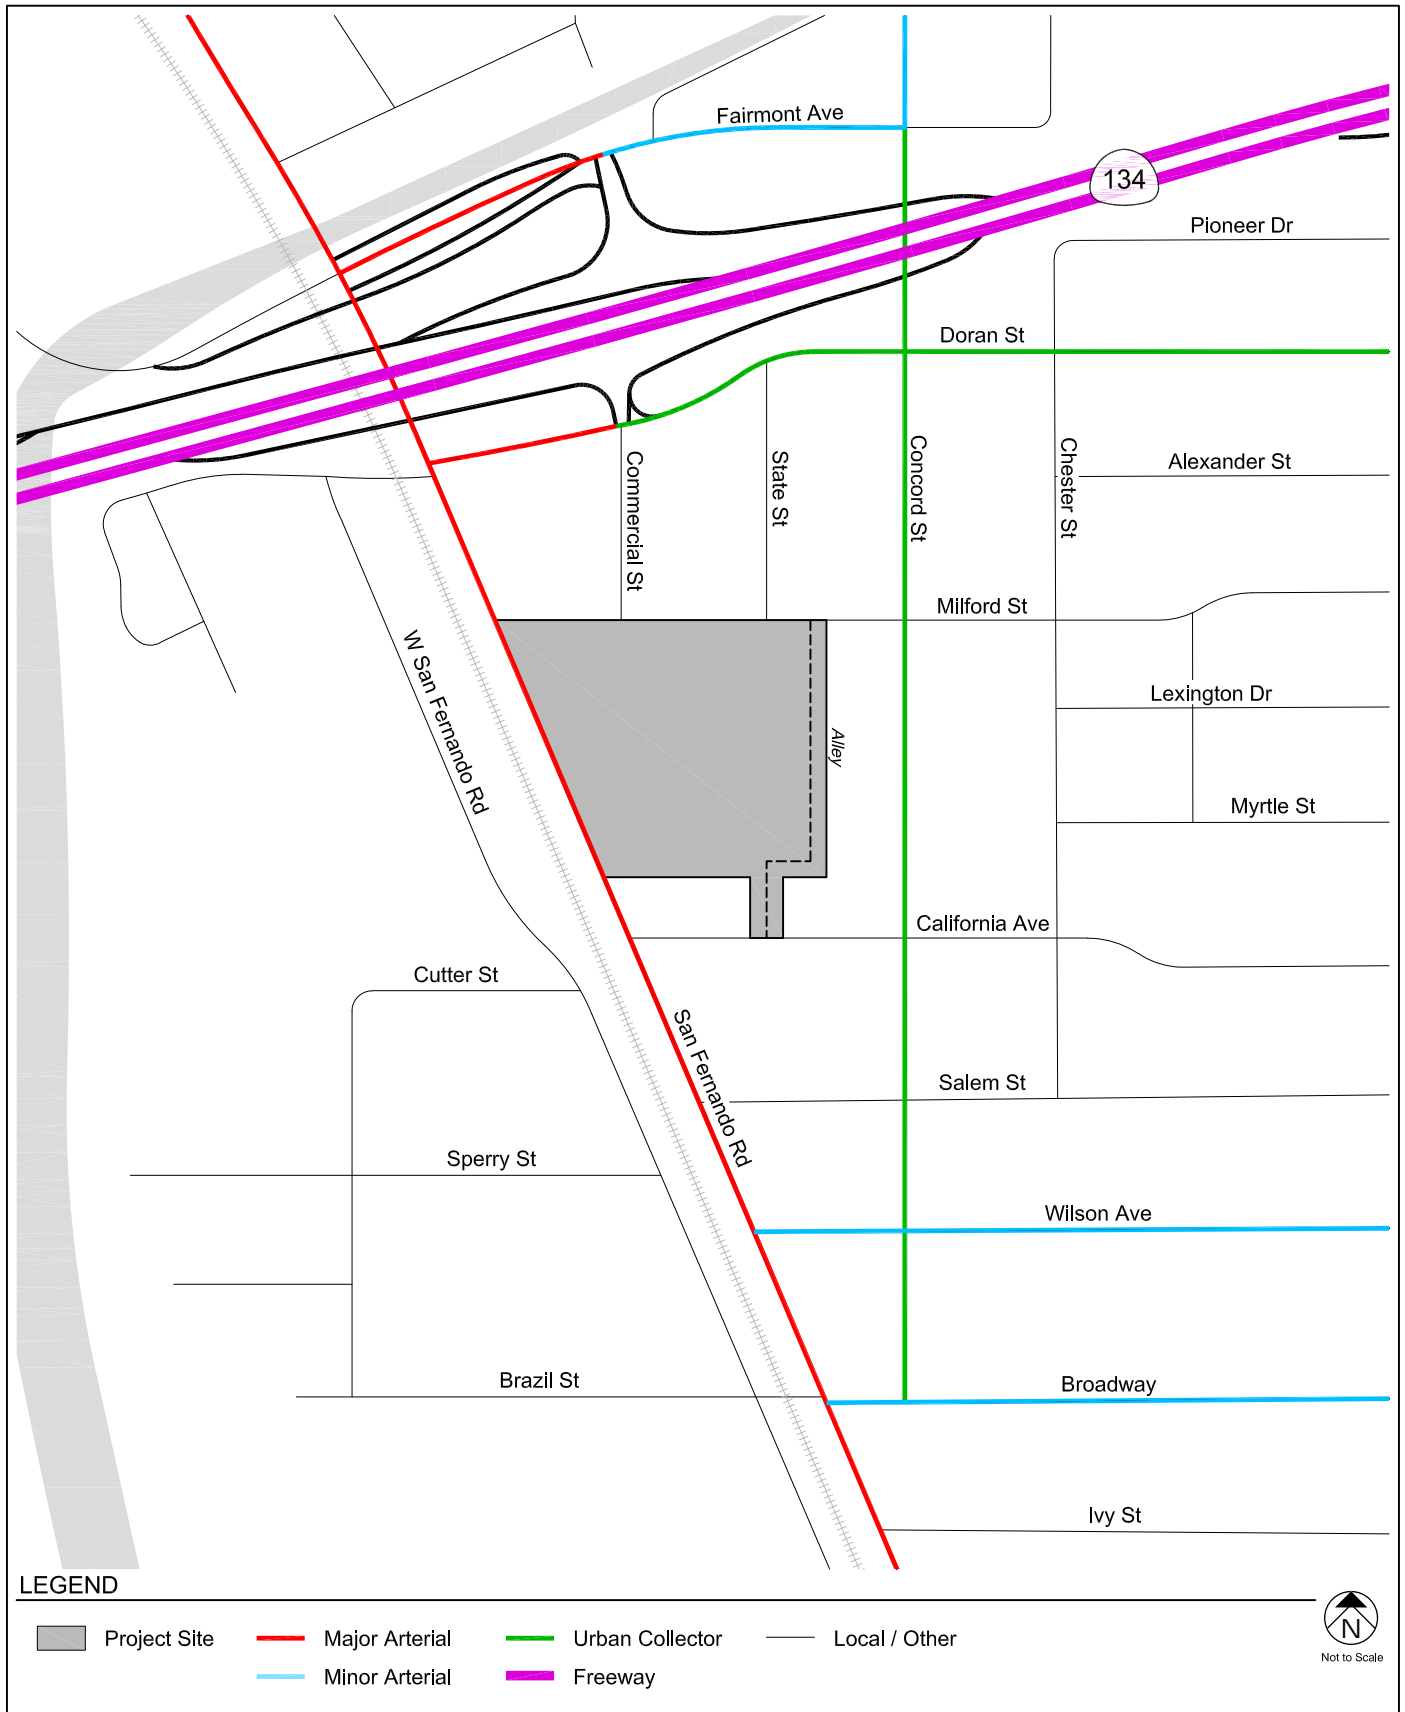 Fairmont Ave
134
Pioneer Dr
Doran St
Commercial St
State St
Concord St
Chester St
Alexander St
Milford St
W San Fernando Rd
Lexington Dr
Alley
Myrtle St
California Ave
Cutter St
San Fernando Rd
Salem St
Sperry St
Wilson Ave
Brazil St
Broadway
Ivy St
LEGEND
Project Site
Major Arterial
Urban Collector
Local / Other
Minor Arterial
Freeway
N
Not to Scale